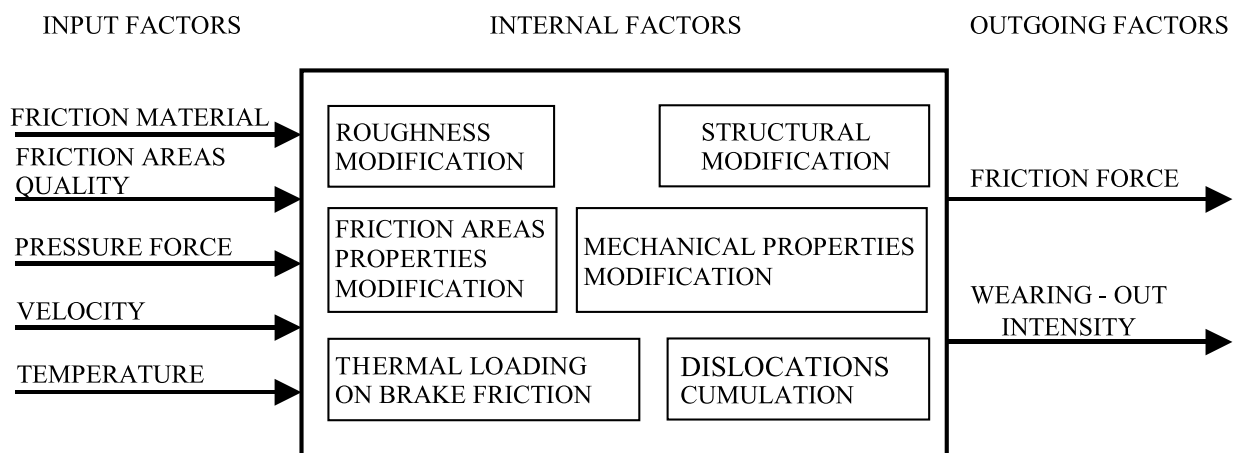 INPUT FACTORS
INTERNAL FACTORS
OUTGOING FACTORS
FRICTION MATERIAL
FRICTION AREAS
QUALITY
PRESSURE FORCE
VELOCITY
TEMPERATURE
ROUGHNESS
MODIFICATION
STRUCTURAL
MODIFICATION
FRICTION AREAS
PROPERTIES
MODIFICATION
MECHANICAL PROPERTIES
MODIFICATION
THERMAL LOADING
ON BRAKE FRICTION
DISLOCATIONS
CUMULATION
FRICTION FORCE
WEARING - OUT
INTENSITY